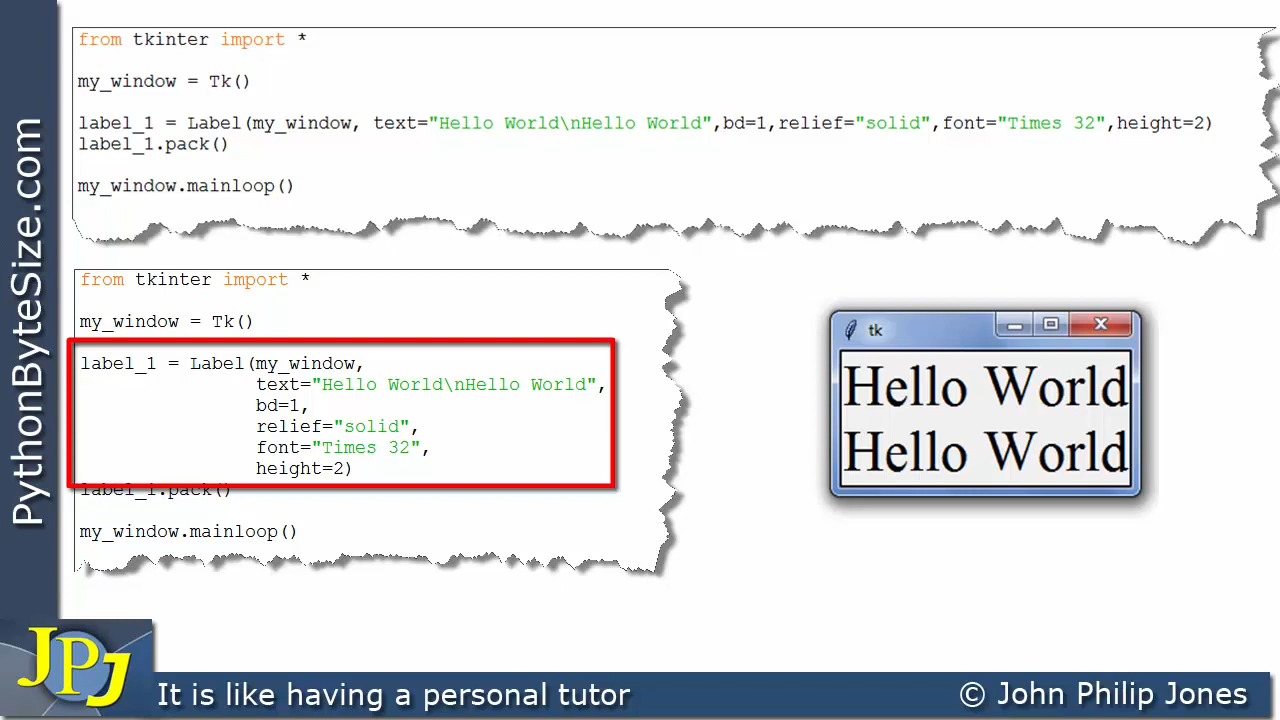 PythonByteSize.com
from tkinter import *
my_window = Tk()
label_1 = Label(my_window, text="Hello World\nHello World",bd=1,relief="solid",font="Times 32",height=2)
label_1.pack()
my_window.mainloop()
from tkinter import *
my_window = Tk()
label_1 = Label(my_window,
text="Hello World\nHello World",
bd=1,
relief="solid",
font="Times 32",
height=2)
label_1.pack()
my_window.mainloop()
tk
Hello World
Hello World
JPJ
It is like having a personal tutor
© John Philip Jones